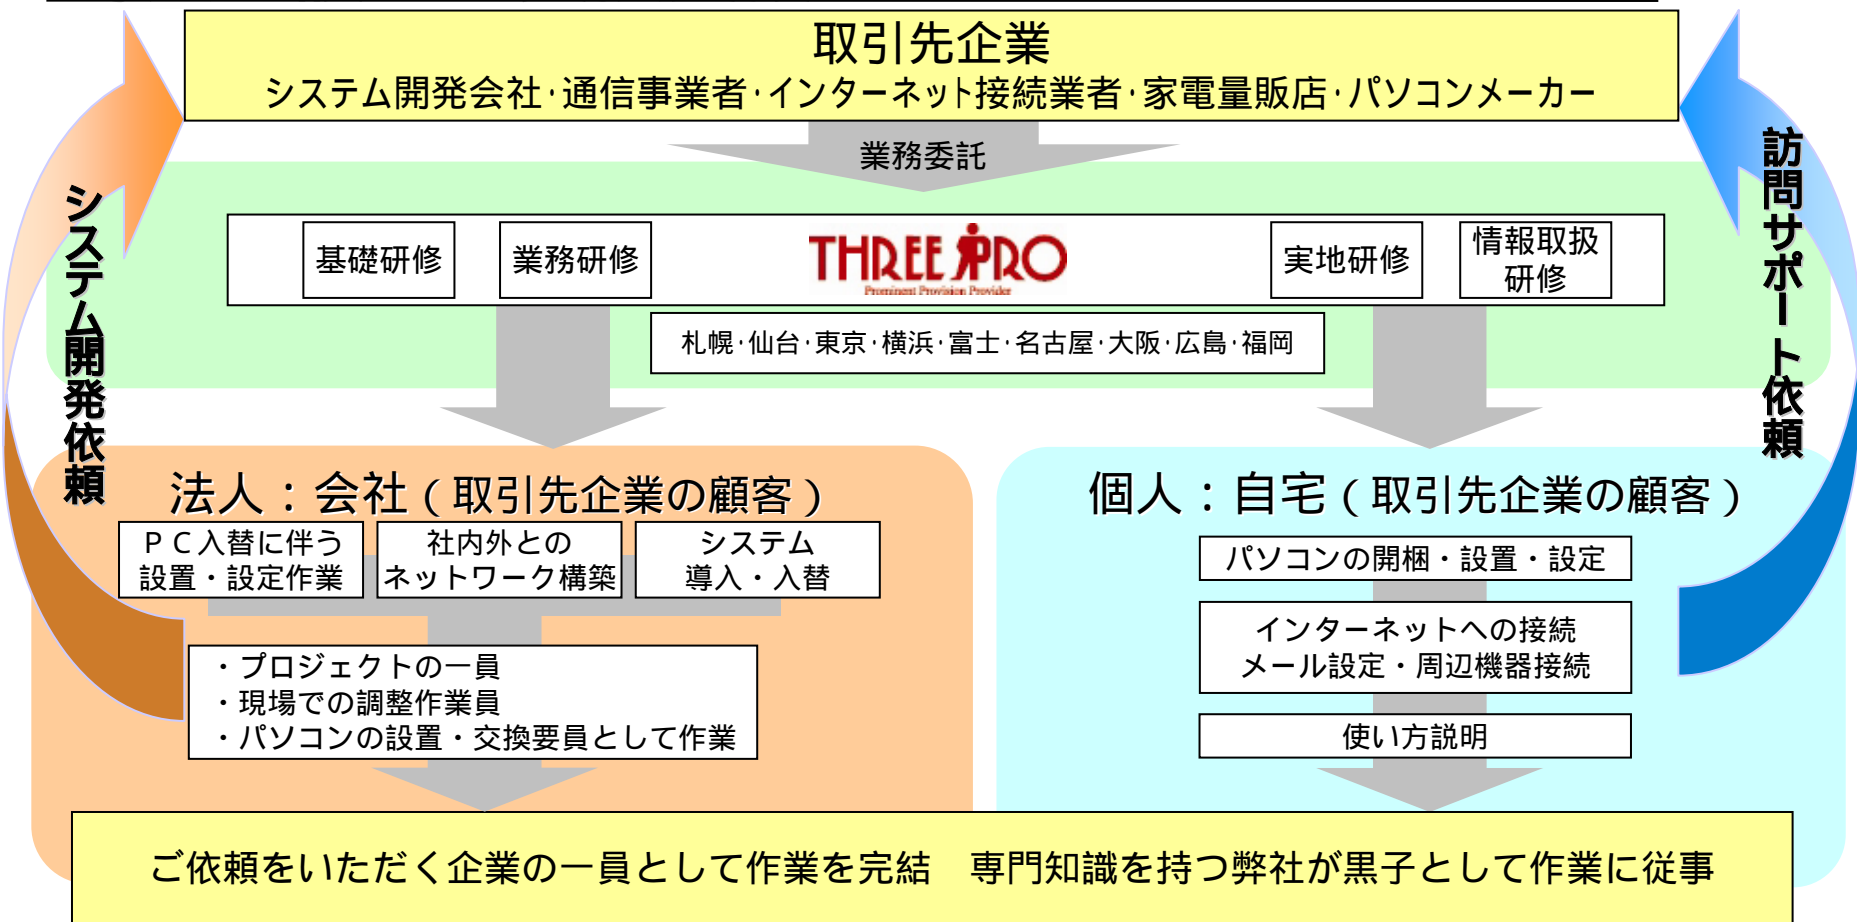 取引先企業
システム開発会社･通信事業者･インターネット接続業者･家電量販店･パソコンメーカー
業務委託
システム開発依頼
訪問サポート依頼
基礎研修
業務研修
THREE PRO
Prominent Provision Provider
実地研修
情報取扱
研修
札幌･仙台･東京･横浜･富士･名古屋･大阪･広島･福岡
法人：会社（取引先企業の顧客）
ＰＣ入替に伴う
設置・設定作業
社内外との
ネットワーク構築
システム
導入・入替
・プロジェクトの一員
・現場での調整作業員
・パソコンの設置・交換要員として作業
個人：自宅（取引先企業の顧客）
パソコンの開梱・設置・設定
インターネットへの接続
メール設定・周辺機器接続
使い方説明
ご依頼をいただく企業の一員として作業を完結　専門知識を持つ弊社が黒子として作業に従事